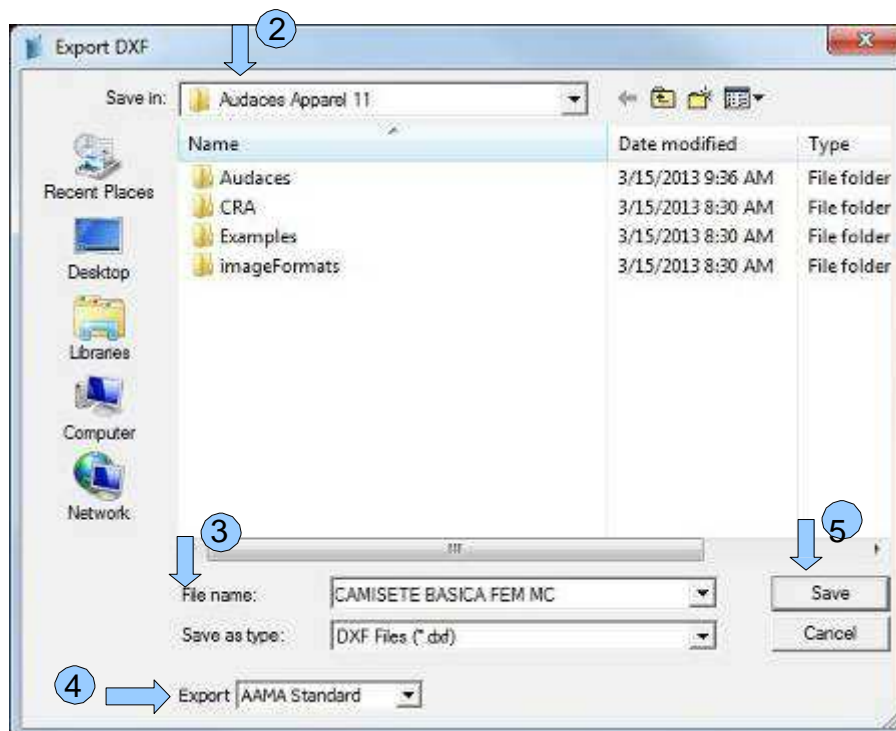 2
Export DXF
Save in: Audaces Apparel 11
Name Date modified Type
Audaces 3/15/2013 9:36 AM File folder
CRA 3/15/2013 8:30 AM File folder
Examples 3/15/2013 8:30 AM File folder
imageFormats 3/15/2013 8:30 AM File folder
Recent Places
Desktop
Libraries
Computer
Network
3
5
File name: CAMISETE BASICA FEM MC Save
Save as type: DXF Files (*.dxf) Cancel
4
Export AAMA Standard